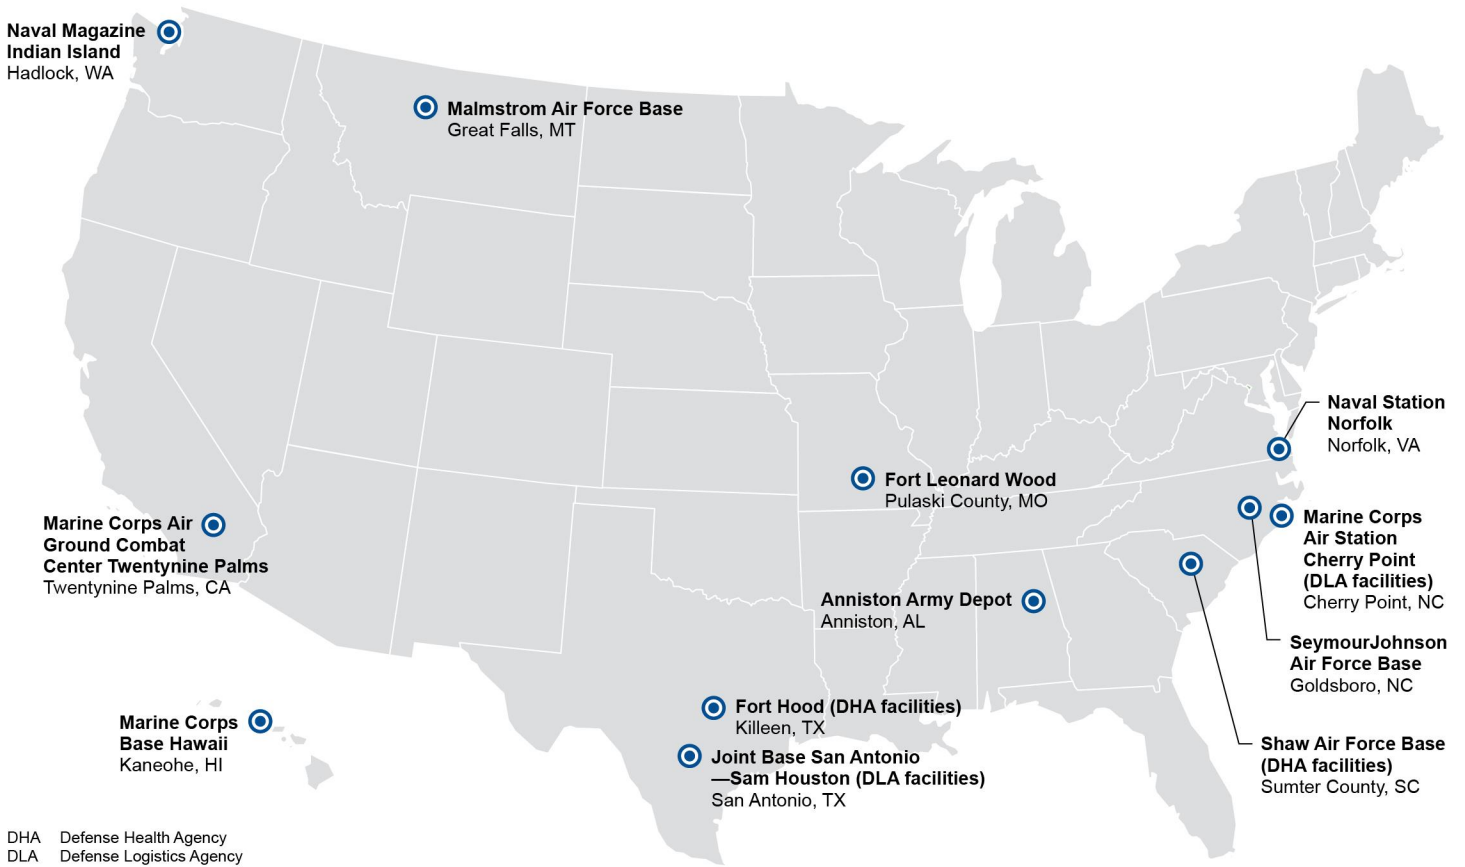 Naval Magazine
Indian Island
Hadlock, WA
Malmstrom Air Force Base
Great Falls, MT
Naval Station
Norfolk
Norfolk, VA
Fort Leonard Wood
Pulaski County, MO
Marine Corps Air
Ground Combat
Center Twentynine Palms
Twentynine Palms, CA
Marine Corps
Air Station
Cherry Point
(DLA facilities)
Cherry Point, NC
Anniston Army Depot
Anniston, AL
SeymourJohnson
Air Force Base
Goldsboro, NC
Fort Hood (DHA facilities)
Killeen, TX
Marine Corps
Base Hawaii
Kaneohe, HI
Joint Base San Antonio
—Sam Houston (DLA facilities)
San Antonio, TX
Shaw Air Force Base
(DHA facilities)
Sumter County, SC
DHA Defense Health Agency
DLA Defense Logistics Agency